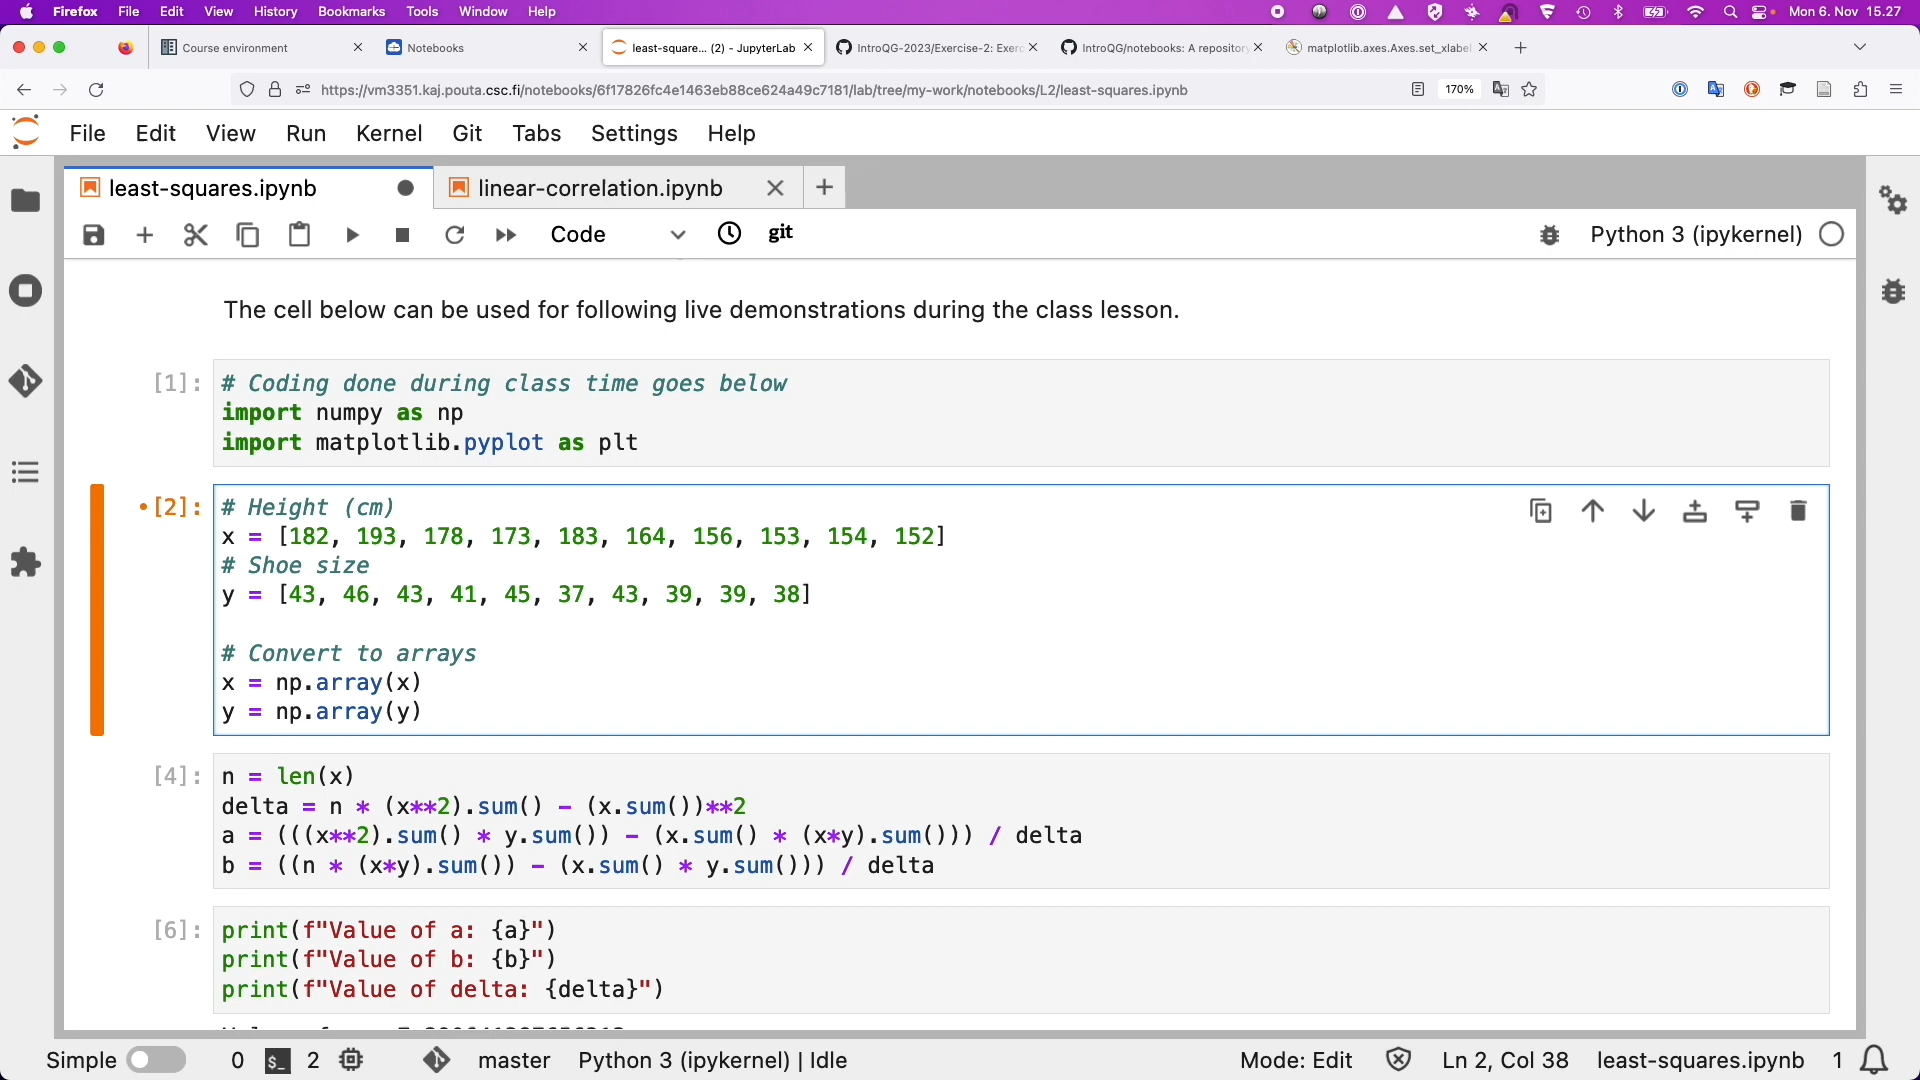 Firefox File Edit View History Bookmarks Tools Window Help Mon 6. Nov 15.27
Course environment Notebooks least-square... (2) - JupyterLab IntroQG-2023/Exercise-2: Exerc IntroQG/notebooks: A repository matplotlib.axes.Axes.set_xlabel
https://vm3351.kaj.pouta.csc.fi/notebooks/6f17826fc4e1463eb88ce624a49c7181/lab/tree/my-work/notebooks/L2/least-squares.ipynb 170%
File Edit View Run Kernel Git Tabs Settings Help
least-squares.ipynb linear-correlation.ipynb
Code git Python 3 (ipykernel)
The cell below can be used for following live demonstrations during the class lesson.
[1]: # Coding done during class time goes below
import numpy as np
import matplotlib.pyplot as plt
[2]: # Height (cm)
x = [182, 193, 178, 173, 183, 164, 156, 153, 154, 152]
# Shoe size
y = [43, 46, 43, 41, 45, 37, 43, 39, 39, 38]
# Convert to arrays
x = np.array(x)
y = np.array(y)
[4]: n = len(x)
delta = n * (x**2).sum() - (x.sum())**2
a = (((x**2).sum() * y.sum()) - (x.sum() * (x*y).sum())) / delta
b = ((n * (x*y).sum()) - (x.sum() * y.sum())) / delta
[6]: print(f"Value of a: {a}")
print(f"Value of b: {b}")
print(f"Value of delta: {delta}")
Simple 0 $_ 2 master Python 3 (ipykernel) | Idle Mode: Edit Ln 2, Col 38 least-squares.ipynb 1